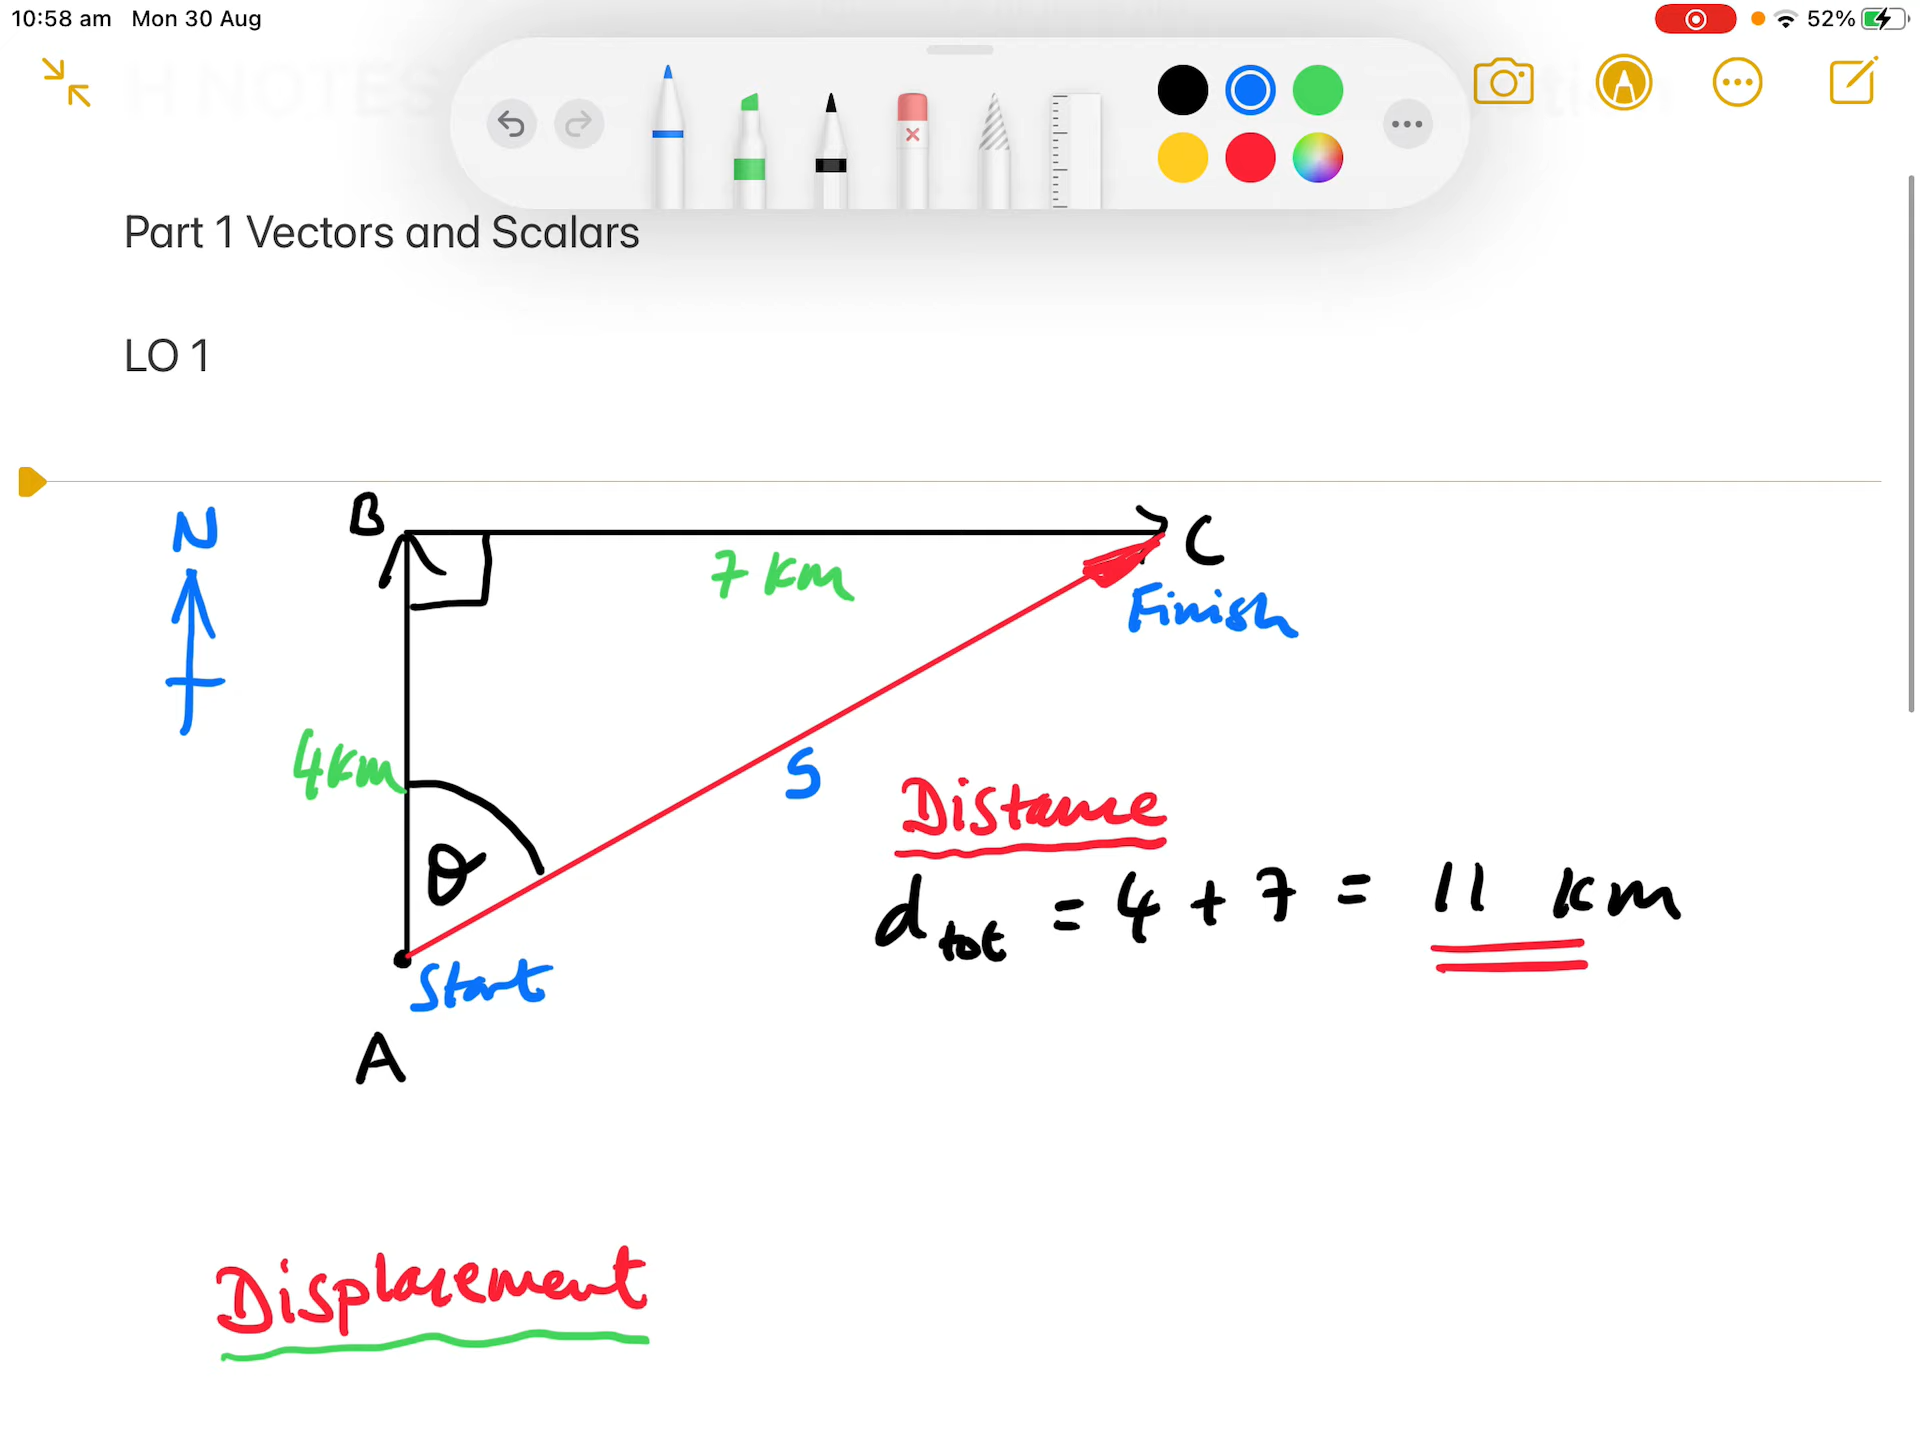 10:58 am Mon 30 Aug
52%
H NOTES
Part 1 Vectors and Scalars
LO 1
N
B
C
7 km
Finish
4km
S
Distance
θ
d tot = 4 + 7 = 11 km
Start
A
Displacement